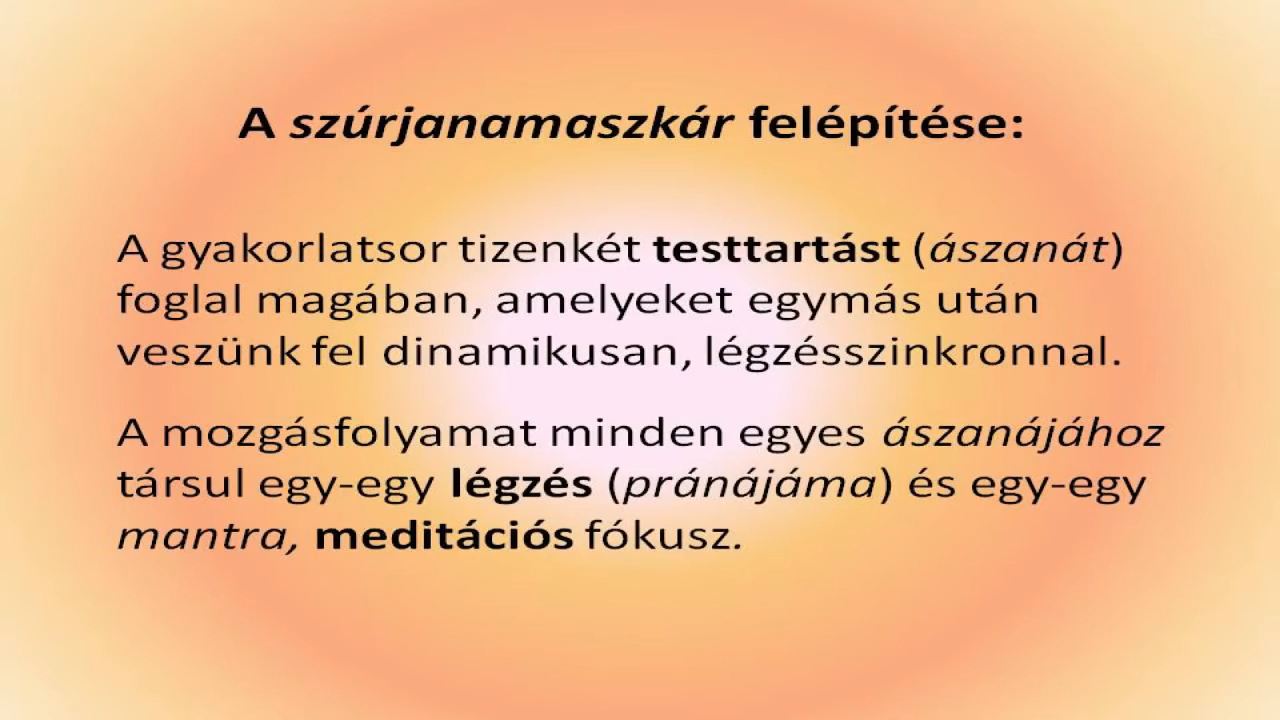 A szúrjanamaszkár felépítése:
A gyakorlatsor tizenkét testtartást (ászanát)
foglal magában, amelyeket egymás után
veszünk fel dinamikusan, légzésszinkronnal.
A mozgásfolyamat minden egyes ászanájához
társul egy-egy légzés (pránájáma) és egy-egy
mantra, meditációs fókusz.